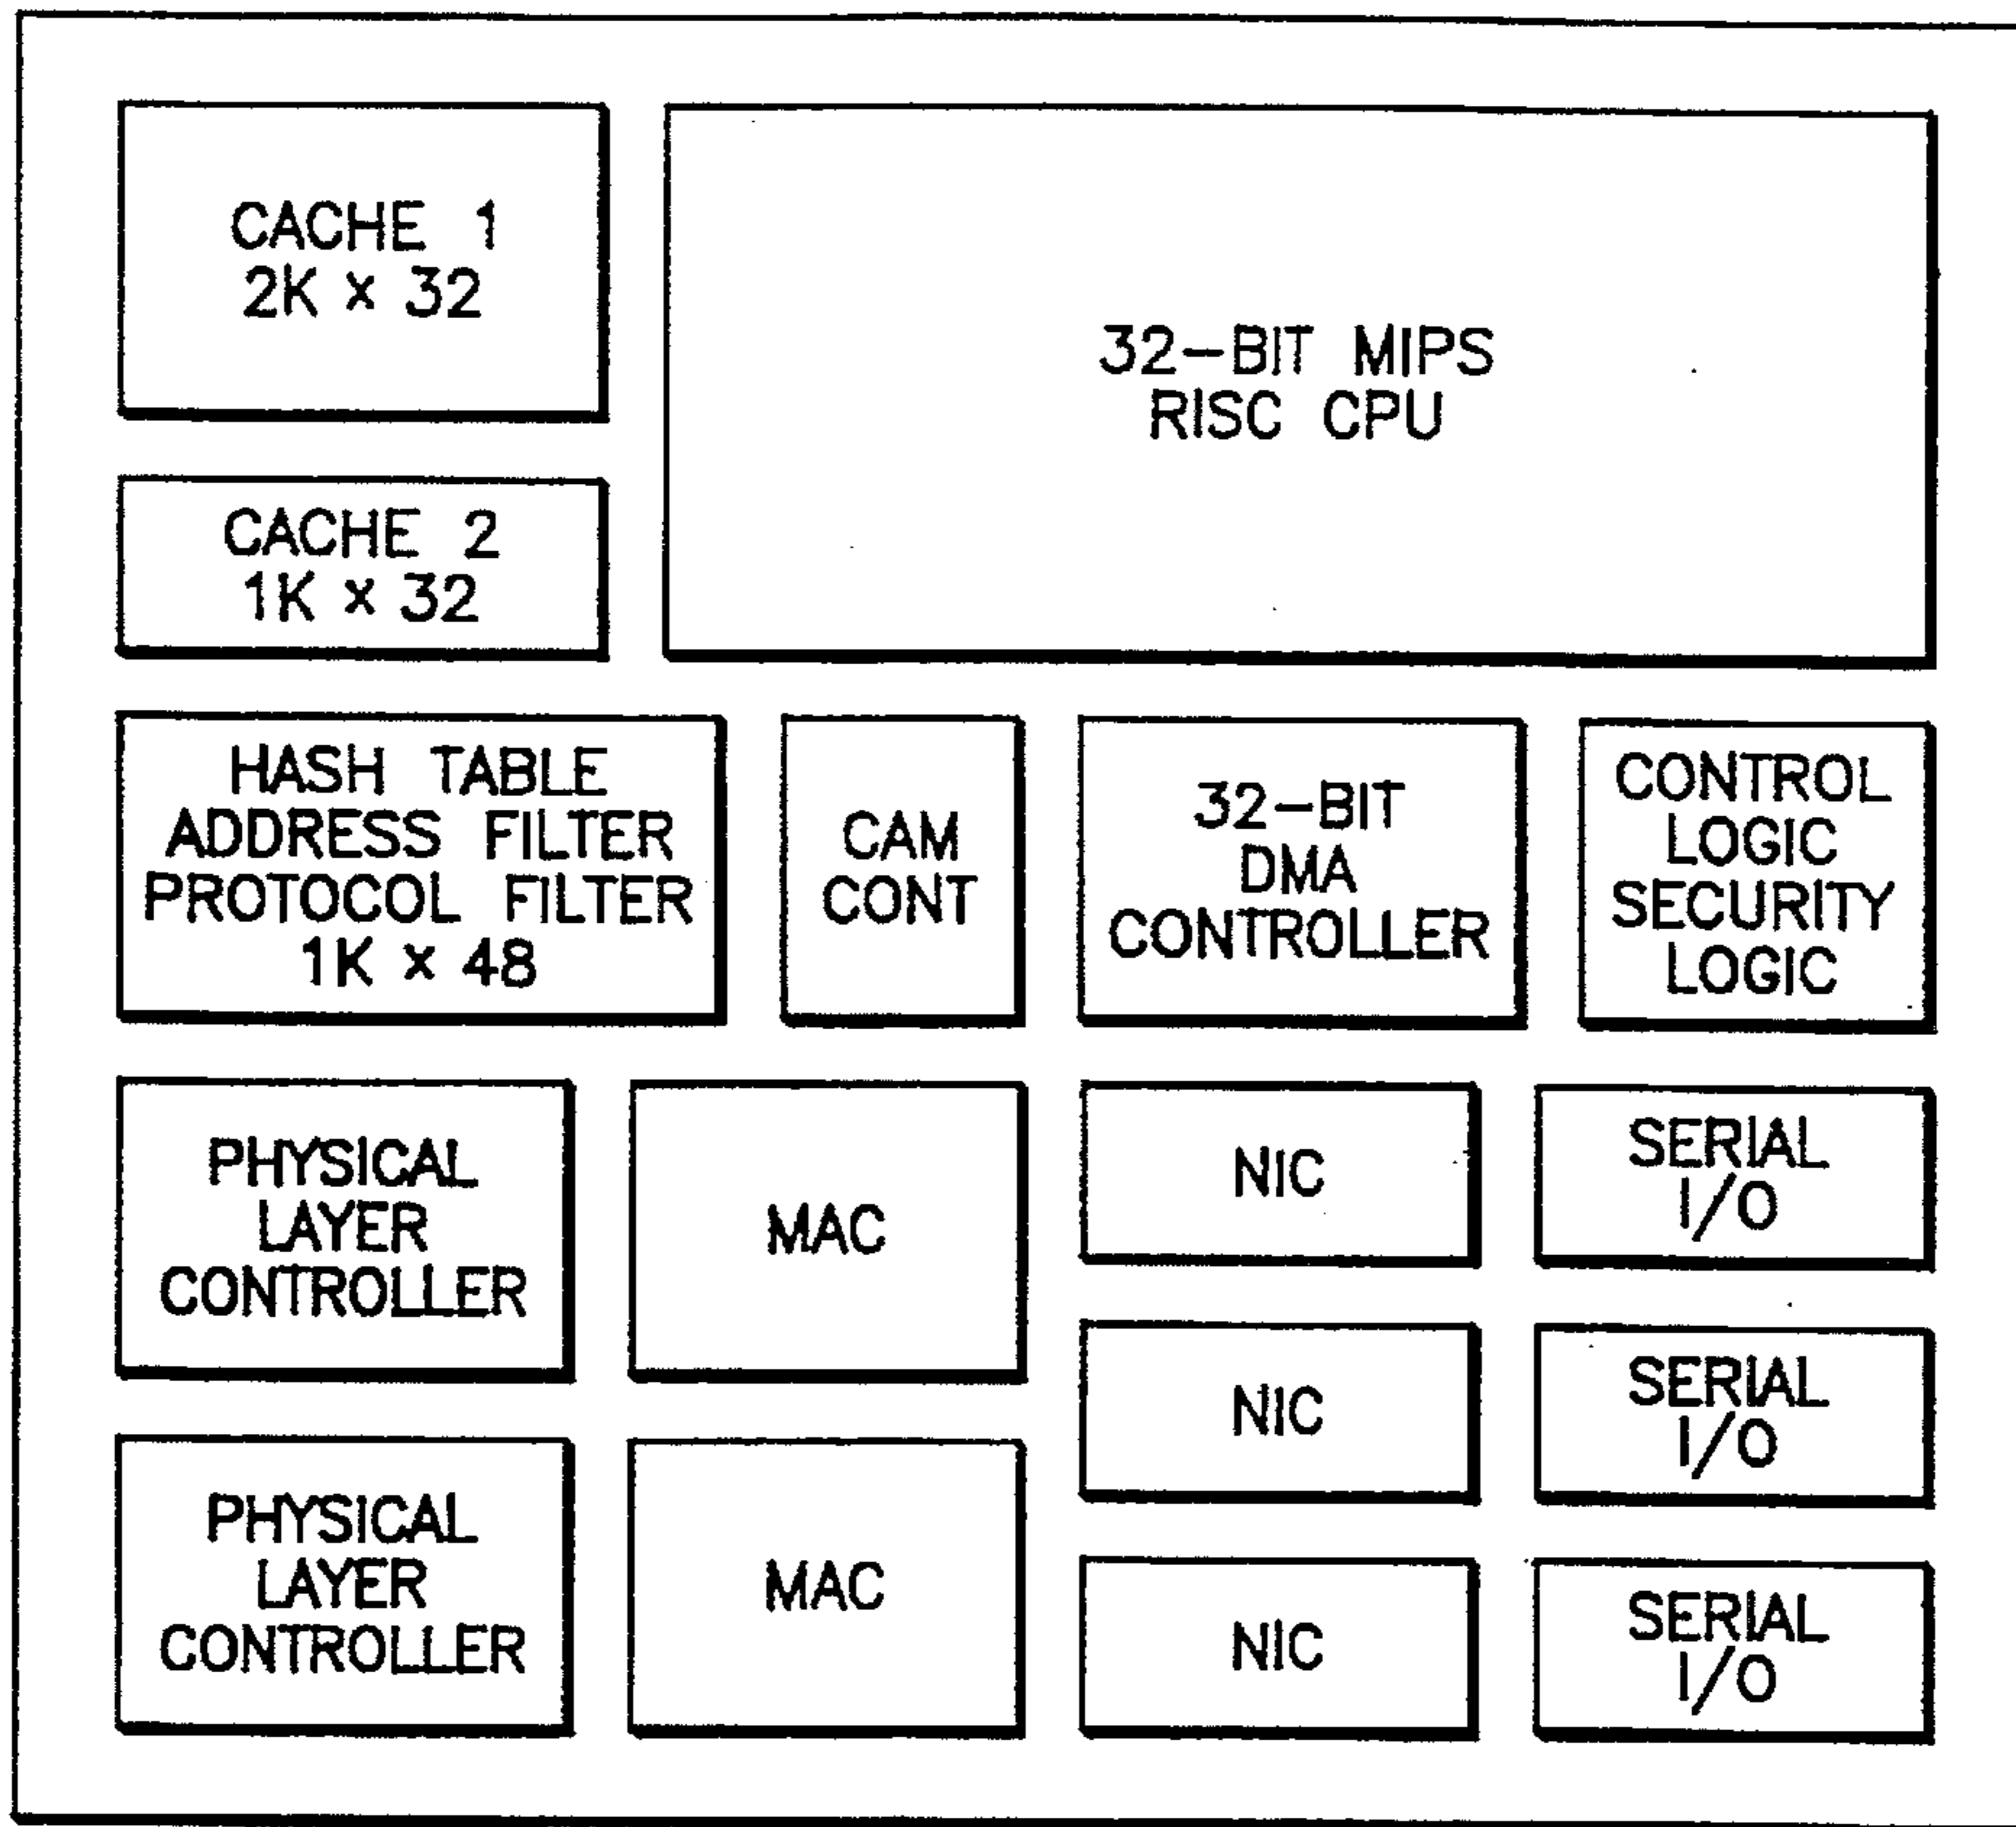 CACHE 1
2K × 32
32-BIT MIPS
RISC CPU
CACHE 2
1K × 32
HASH TABLE
ADDRESS FILTER
PROTOCOL FILTER
1K × 48
CAM
CONT
32-BIT
DMA
CONTROLLER
CONTROL
LOGIC
SECURITY
LOGIC
PHYSICAL
LAYER
CONTROLLER
MAC
NIC
SERIAL
I/O
NIC
SERIAL
I/O
PHYSICAL
LAYER
CONTROLLER
MAC
NIC
SERIAL
I/O